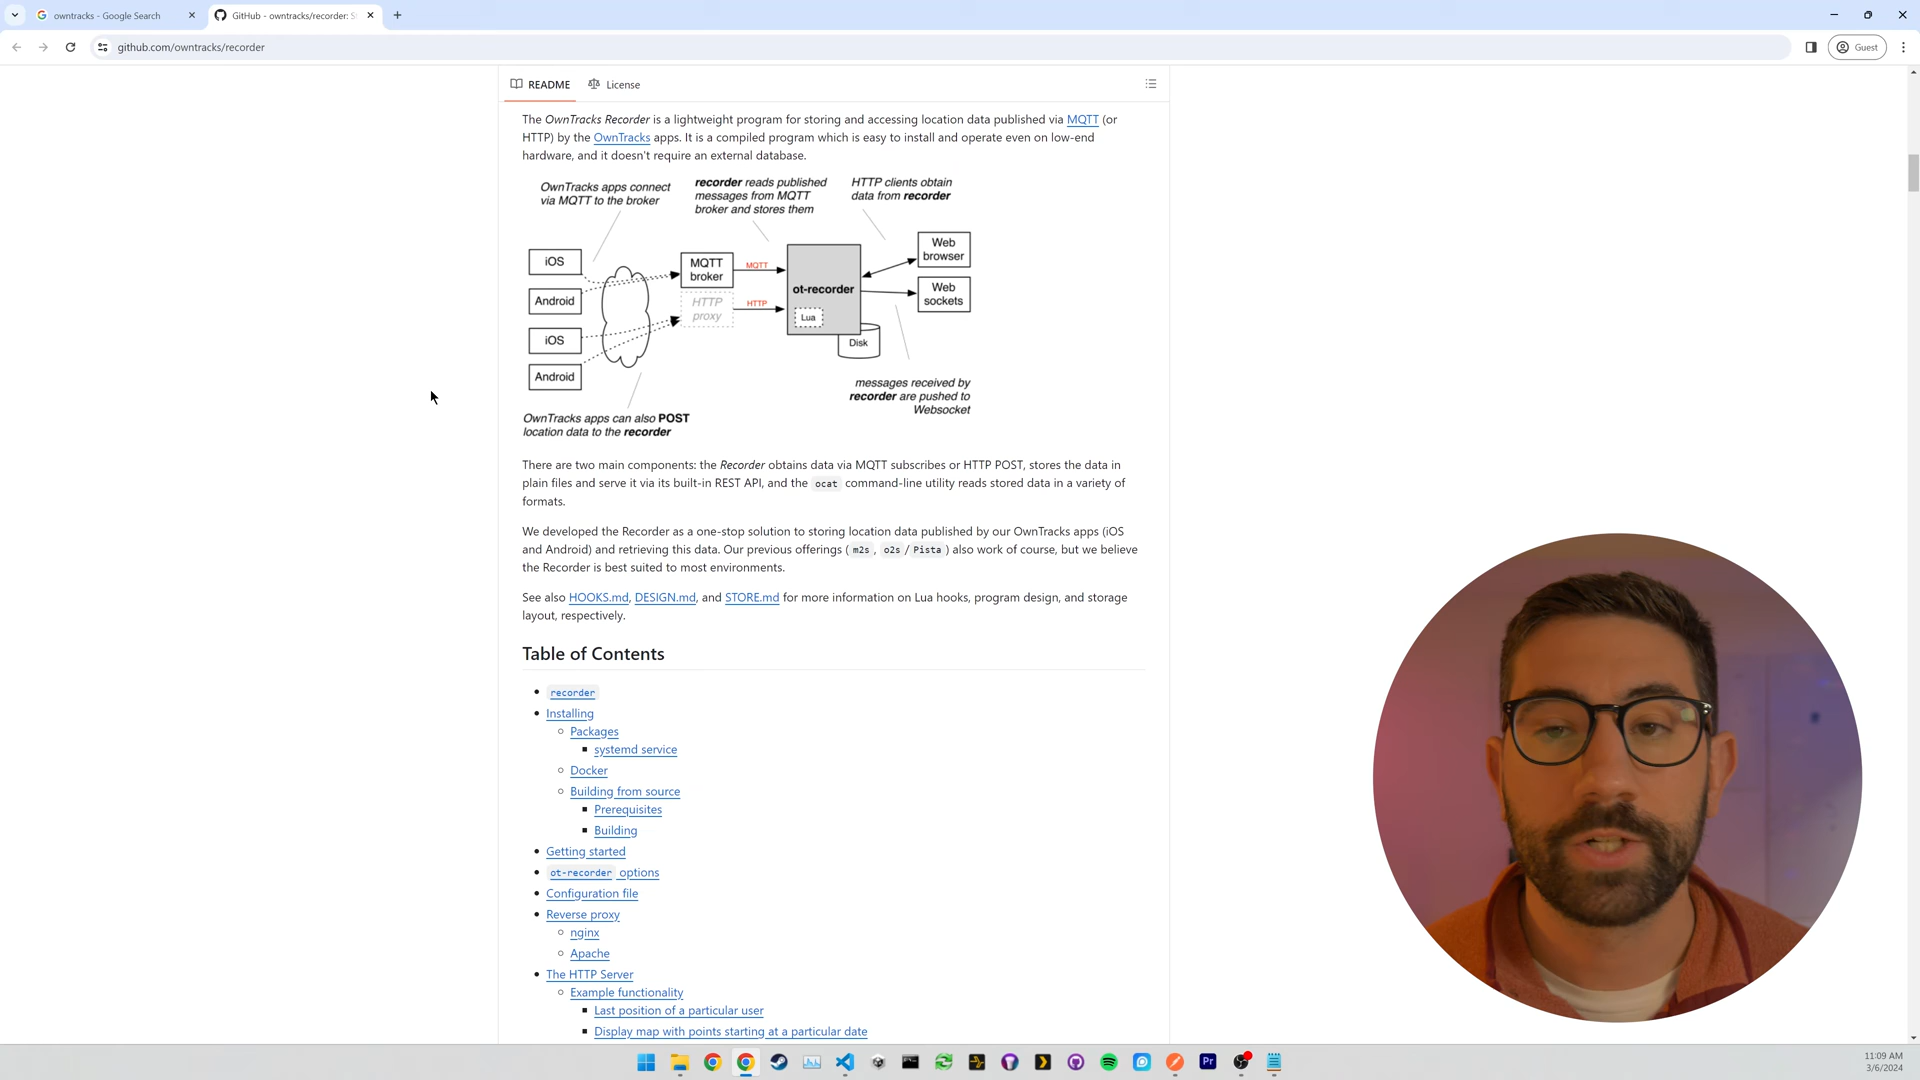 owntracks - Google Search
GitHub - owntracks/recorder: S
github.com/owntracks/recorder
Guest
README
License
The OwnTracks Recorder is a lightweight program for storing and accessing location data published via MQTT (or
HTTP) by the OwnTracks apps. It is a compiled program which is easy to install and operate even on low-end
hardware, and it doesn't require an external database.
OwnTracks apps connect
via MQTT to the broker
recorder reads published
messages from MQTT
broker and stores them
HTTP clients obtain
data from recorder
iOS
Android
iOS
Android
MQTT
broker
HTTP
proxy
MQTT
HTTP
ot-recorder
Lua
Disk
Web
browser
Web
sockets
messages received by
recorder are pushed to
Websocket
OwnTracks apps can also POST
location data to the recorder
There are two main components: the Recorder obtains data via MQTT subscribes or HTTP POST, stores the data in
plain files and serve it via its built-in REST API, and the ocat command-line utility reads stored data in a variety of
formats.
We developed the Recorder as a one-stop solution to storing location data published by our OwnTracks apps (iOS
and Android) and retrieving this data. Our previous offerings ( m2s , o2s / Pista ) also work of course, but we believe
the Recorder is best suited to most environments.
See also HOOKS.md, DESIGN.md, and STORE.md for more information on Lua hooks, program design, and storage
layout, respectively.
Table of Contents
recorder
Installing
Packages
systemd service
Docker
Building from source
Prerequisites
Building
Getting started
ot-recorder options
Configuration file
Reverse proxy
nginx
Apache
The HTTP Server
Example functionality
Last position of a particular user
Display map with points starting at a particular date
Pr
11:09 AM
3/6/2024